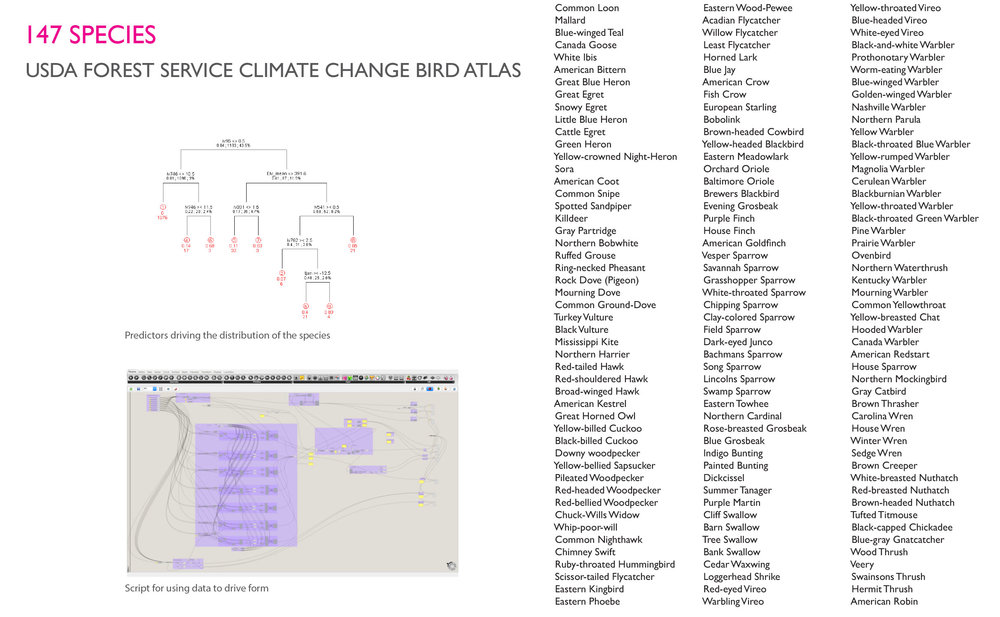 147 SPECIES
USDA FOREST SERVICE CLIMATE CHANGE BIRD ATLAS
Predictors driving the distribution of the species
Script for using data to drive form
Common Loon
Mallard
Blue-winged Teal
Canada Goose
White Ibis
American Bittern
Great Blue Heron
Great Egret
Snowy Egret
Little Blue Heron
Cattle Egret
Green Heron
Yellow-crowned Night-Heron
Sora
American Coot
Common Snipe
Spotted Sandpiper
Killdeer
Gray Partridge
Northern Bobwhite
Ruffed Grouse
Ring-necked Pheasant
Rock Dove (Pigeon)
Mourning Dove
Common Ground-Dove
Turkey Vulture
Black Vulture
Mississippi Kite
Northern Harrier
Red-tailed Hawk
Red-shouldered Hawk
Broad-winged Hawk
American Kestrel
Great Horned Owl
Yellow-billed Cuckoo
Black-billed Cuckoo
Downy woodpecker
Yellow-bellied Sapsucker
Pileated Woodpecker
Red-headed Woodpecker
Red-bellied Woodpecker
Chuck-Wills Widow
Whip-poor-will
Common Nighthawk
Chimney Swift
Ruby-throated Hummingbird
Scissor-tailed Flycatcher
Eastern Kingbird
Eastern Phoebe
Eastern Wood-Pewee
Acadian Flycatcher
Willow Flycatcher
Least Flycatcher
Horned Lark
Blue Jay
American Crow
Fish Crow
European Starling
Bobolink
Brown-headed Cowbird
Yellow-headed Blackbird
Eastern Meadowlark
Orchard Oriole
Baltimore Oriole
Brewers Blackbird
Evening Grosbeak
Purple Finch
House Finch
American Goldfinch
Vesper Sparrow
Savannah Sparrow
Grasshopper Sparrow
White-throated Sparrow
Chipping Sparrow
Clay-colored Sparrow
Field Sparrow
Dark-eyed Junco
Bachmans Sparrow
Song Sparrow
Lincolns Sparrow
Swamp Sparrow
Eastern Towhee
Northern Cardinal
Rose-breasted Grosbeak
Blue Grosbeak
Indigo Bunting
Painted Bunting
Dickcissel
Summer Tanager
Purple Martin
Cliff Swallow
Barn Swallow
Tree Swallow
Bank Swallow
Cedar Waxwing
Loggerhead Shrike
Red-eyed Vireo
Warbling Vireo
Yellow-throated Vireo
Blue-headed Vireo
White-eyed Vireo
Black-and-white Warbler
Prothonotary Warbler
Worm-eating Warbler
Blue-winged Warbler
Golden-winged Warbler
Nashville Warbler
Northern Parula
Yellow Warbler
Black-throated Blue Warbler
Yellow-rumped Warbler
Magnolia Warbler
Cerulean Warbler
Blackburnian Warbler
Yellow-throated Warbler
Black-throated Green Warbler
Pine Warbler
Prairie Warbler
Ovenbird
Northern Waterthrush
Kentucky Warbler
Mourning Warbler
Common Yellowthroat
Yellow-breasted Chat
Hooded Warbler
Canada Warbler
American Redstart
House Sparrow
Northern Mockingbird
Gray Catbird
Brown Thrasher
Carolina Wren
House Wren
Winter Wren
Sedge Wren
Brown Creeper
White-breasted Nuthatch
Red-breasted Nuthatch
Brown-headed Nuthatch
Tufted Titmouse
Black-capped Chickadee
Blue-gray Gnatcatcher
Wood Thrush
Veery
Swainsons Thrush
Hermit Thrush
American Robin